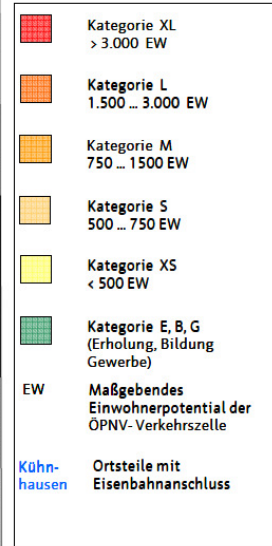 Kategorie XL
> 3.000 EW
Kategorie L
1.500 ... 3.000 EW
Kategorie M
750 ... 1500 EW
Kategorie S
500 ... 750 EW
Kategorie XS
< 500 EW
Kategorie E, B, G
(Erholung, Bildung
Gewerbe)
EW Maßgebendes
Einwohnerpotential der
ÖPNV- Verkehrszelle
Kühn- Ortsteile mit
hausen Eisenbahnanschluss